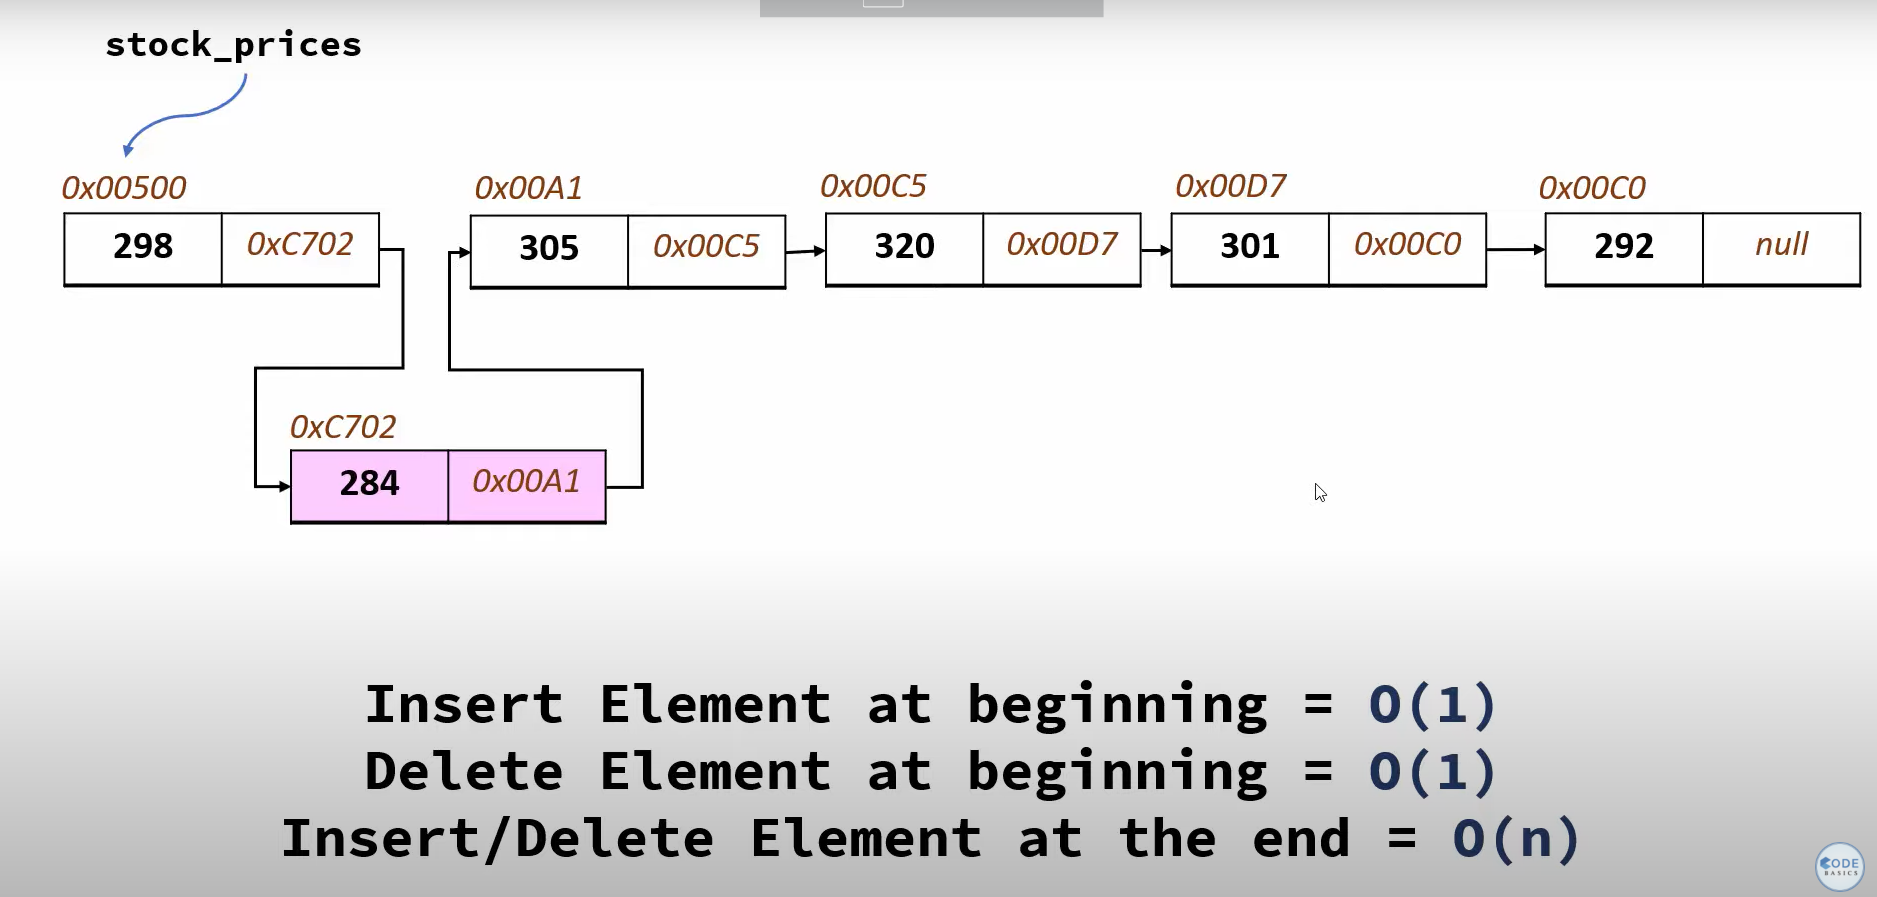 stock_prices
0x00500
298 0xC702
0x00A1
305 0x00C5
0x00C5
320 0x00D7
0x00D7
301 0x00C0
0x00C0
292 null
0xC702
284 0x00A1
Insert Element at beginning = O(1)
Delete Element at beginning = O(1)
Insert/Delete Element at the end = O(n)
CODE
BASICS